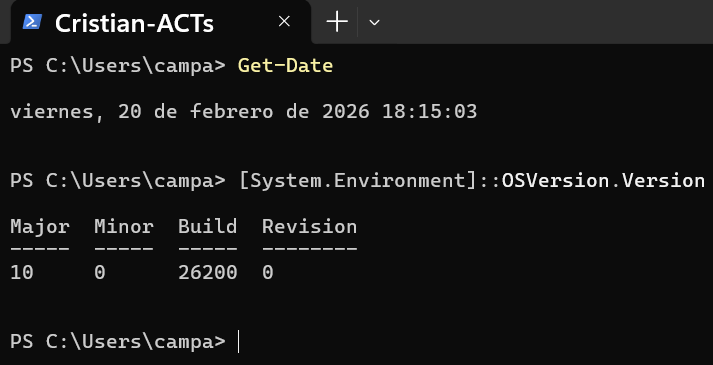 Cristian-ACTs
PS C:\Users\campa> Get-Date
viernes, 20 de febrero de 2026 18:15:03
PS C:\Users\campa> [System.Environment]::OSVersion.Version
Major  Minor  Build  Revision
-----  -----  -----  --------
10     0      26200  0
PS C:\Users\campa>